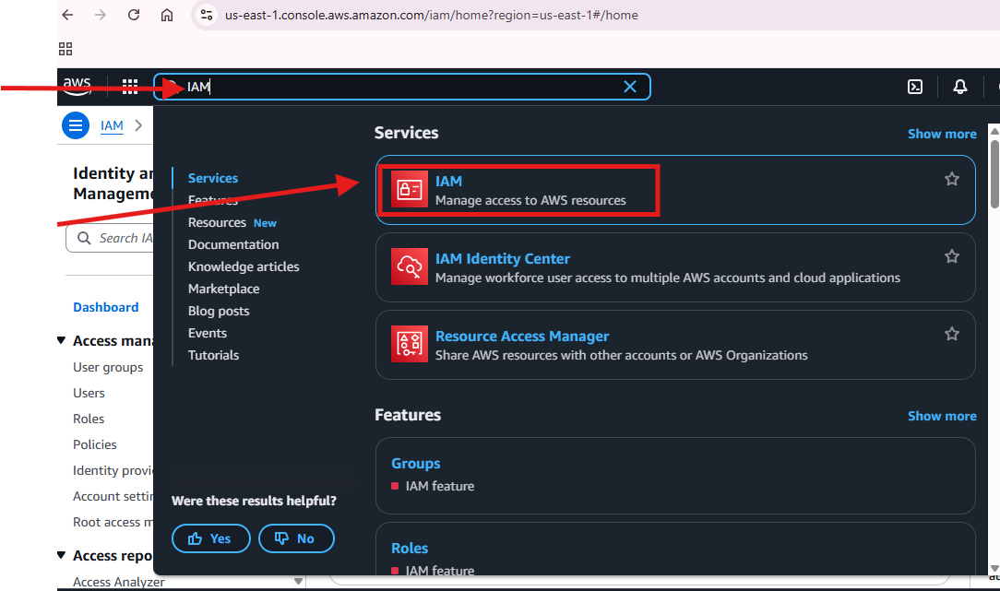 us-east-1.console.aws.amazon.com/iam/home?region=us-east-1#/home
aws
IAM
IAM
Identity an
Manageme
Search IA
Dashboard
Access mana
User groups
Users
Roles
Policies
Identity provi
Account settin
Root access m
Access repo
Access Analyzer
Services
Features
Resources New
Documentation
Knowledge articles
Marketplace
Blog posts
Events
Tutorials
Were these results helpful?
Yes
No
Services
Show more
IAM
Manage access to AWS resources
IAM Identity Center
Manage workforce user access to multiple AWS accounts and cloud applications
Resource Access Manager
Share AWS resources with other accounts or AWS Organizations
Features
Show more
Groups
IAM feature
Roles
IAM feature